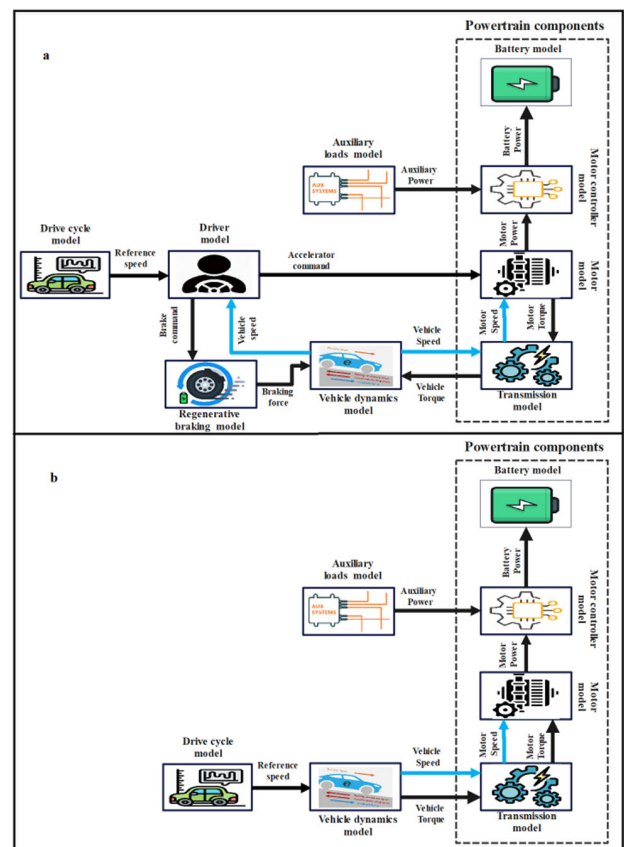 Powertrain components
Battery model
a
Battery
Power
Auxiliary
loads model
Auxiliary
Power
AUX
SYSTEMS
Motor controller
model
Motor
Power
Drive cycle
model
Reference
speed
Driver
model
Accelerator
command
Motor
model
Brake
command
Vehicle
speed
Vehicle
Speed
Motor
Speed
Motor
Torque
Braking
force
Vehicle
Torque
Regenerative
braking model
Vehicle dynamics
model
Transmission
model
Powertrain components
Battery model
b
Battery
Power
Auxiliary
loads model
Auxiliary
Power
AUX
SYSTEMS
Motor controller
model
Motor
Power
Motor
model
Drive cycle
model
Reference
speed
Vehicle
Speed
Motor
Speed
Motor
Torque
Vehicle
Torque
Vehicle dynamics
model
Transmission
model